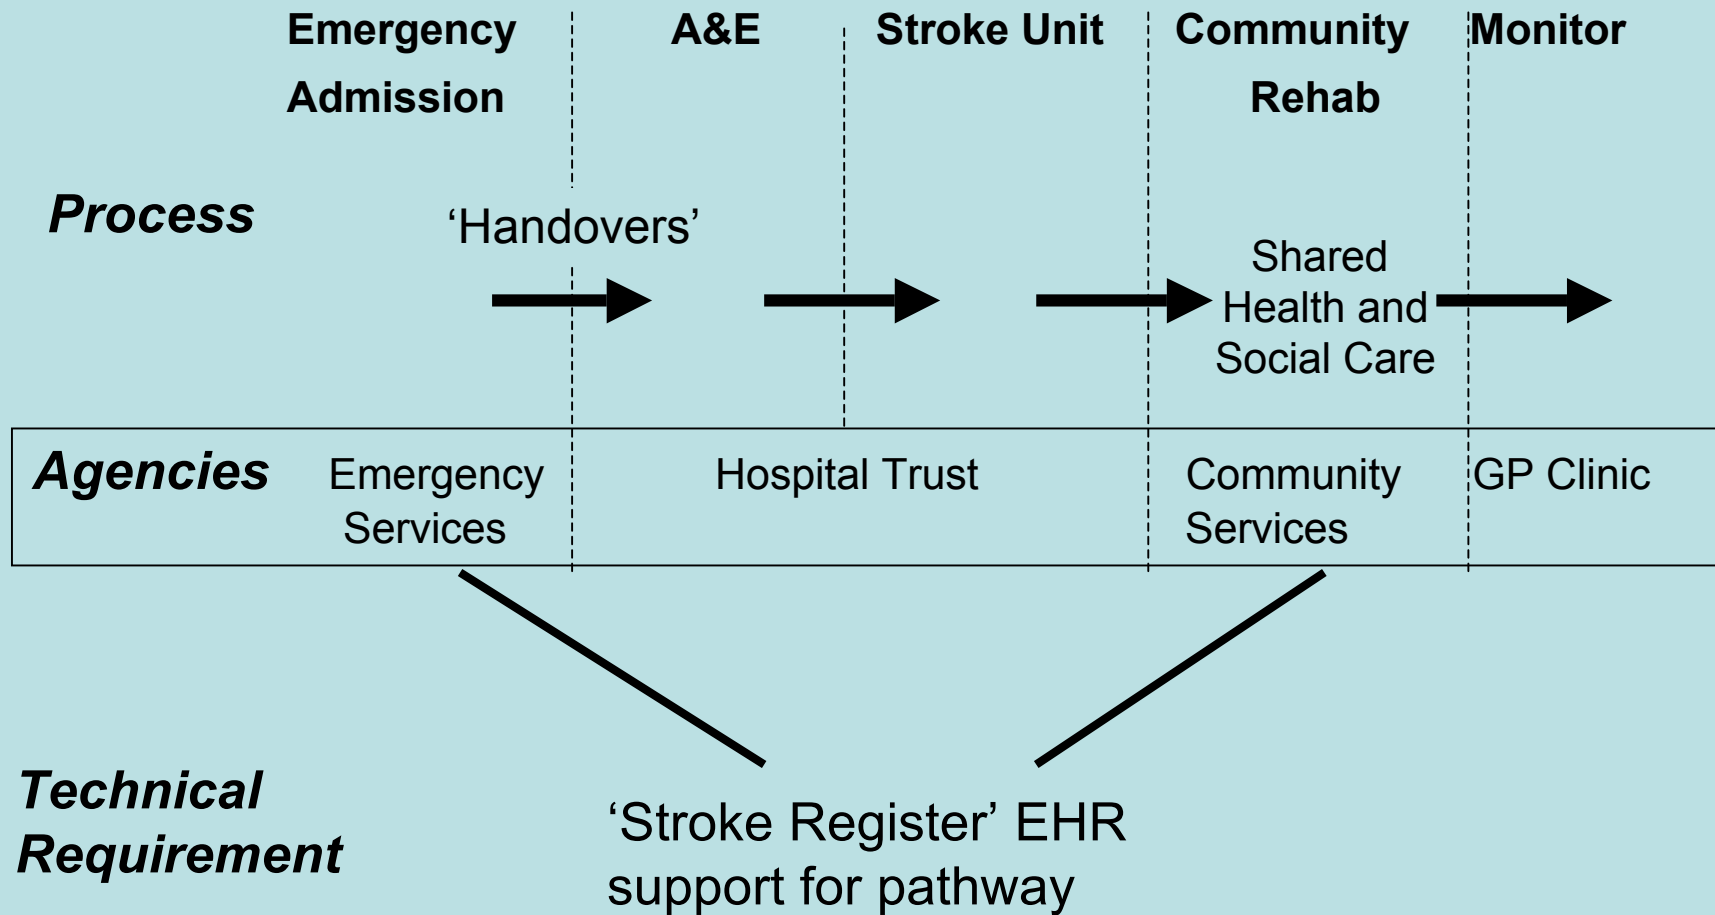 Emergency Admission
A&E
Stroke Unit
Community Rehab
Monitor
Process
‘Handovers’
Shared
Health and
Social Care
Agencies
Emergency
Services
Hospital Trust
Community
Services
GP Clinic
Technical
Requirement
‘Stroke Register’ EHR
support for pathway